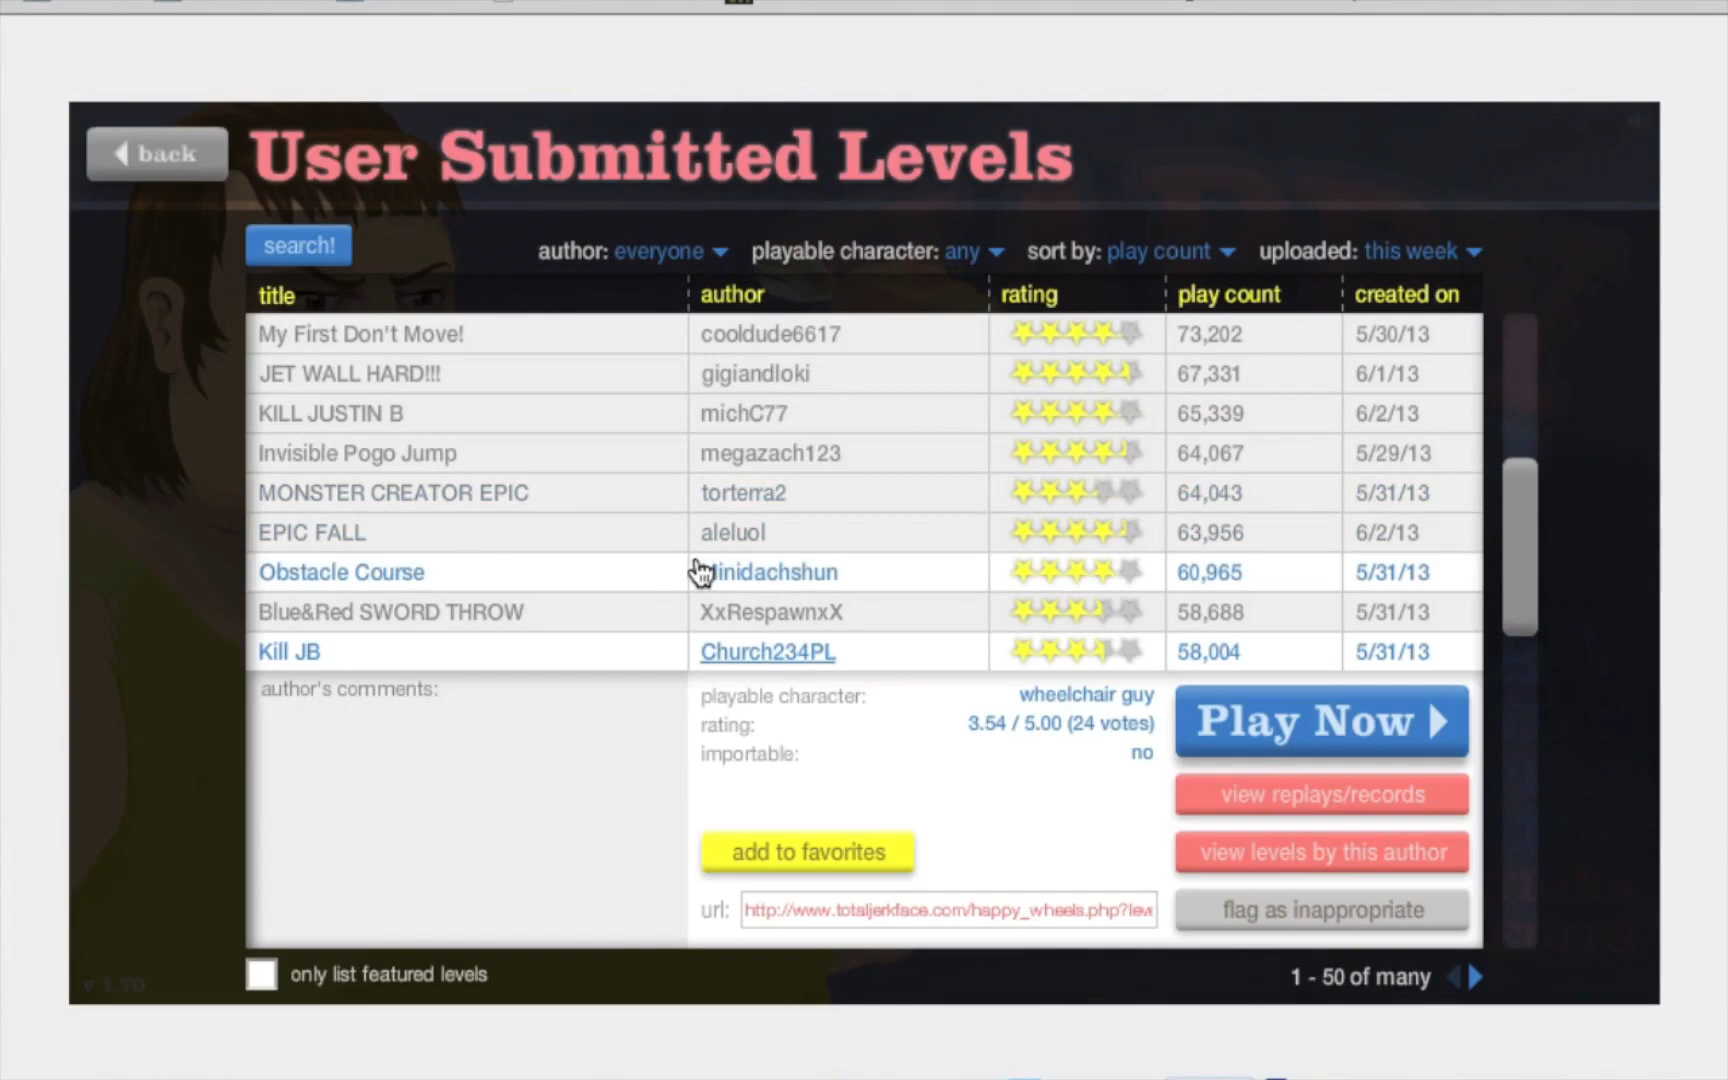 back
User Submitted Levels
search!
author: everyone playable character: any sort by: play count uploaded: this week
title author rating play count created on
My First Don't Move! cooldude6617 73,202 5/30/13
JET WALL HARD!!! gigiandloki 67,331 6/1/13
KILL JUSTIN B michC77 65,339 6/2/13
Invisible Pogo Jump megazach123 64,067 5/29/13
MONSTER CREATOR EPIC torterra2 64,043 5/31/13
EPIC FALL aleluol 63,956 6/2/13
Obstacle Course 60,965 5/31/13
Blue&Red SWORD THROW XxRespawnxX 58,688 5/31/13
Kill JB Church234PL 58,004 5/31/13
author's comments:
playable character: wheelchair guy
rating: 3.54 / 5.00 (24 votes)
importable: no
Play Now
view replays/records
add to favorites
view levels by this author
url: http://www.totaljerkface.com/happy_wheels.php?lev
flag as inappropriate
only list featured levels
1 - 50 of many
v 1.70